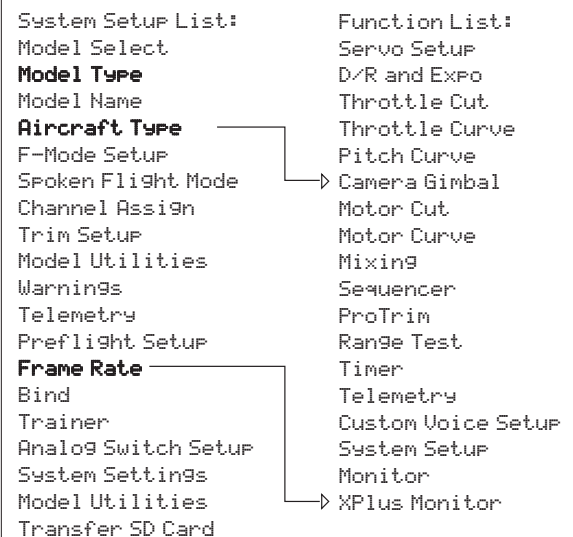 System Setup List:
Model Select
Model Type
Model Name
Aircraft Type
F-Mode Setup
Spoken Flight Mode
Channel Assign
Trim Setup
Model Utilities
Warnings
Telemetry
Preflight Setup
Frame Rate
Bind
Trainer
Analog Switch Setup
System Settings
Model Utilities
Transfer SD Card
Function List:
Servo Setup
D/R and Expo
Throttle Cut
Throttle Curve
Pitch Curve
Camera Gimbal
Motor Cut
Motor Curve
Mixing
Sequencer
ProTrim
Range Test
Timer
Telemetry
Custom Voice Setup
System Setup
Monitor
XPlus Monitor